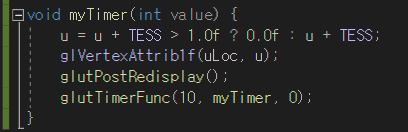 void myTimer(int value) {
u = u + TESS > 1.0f ? 0.0f : u + TESS;
glVertexAttrib1f(uLoc, u);
glutPostRedisplay();
glutTimerFunc(10, myTimer, 0);
}